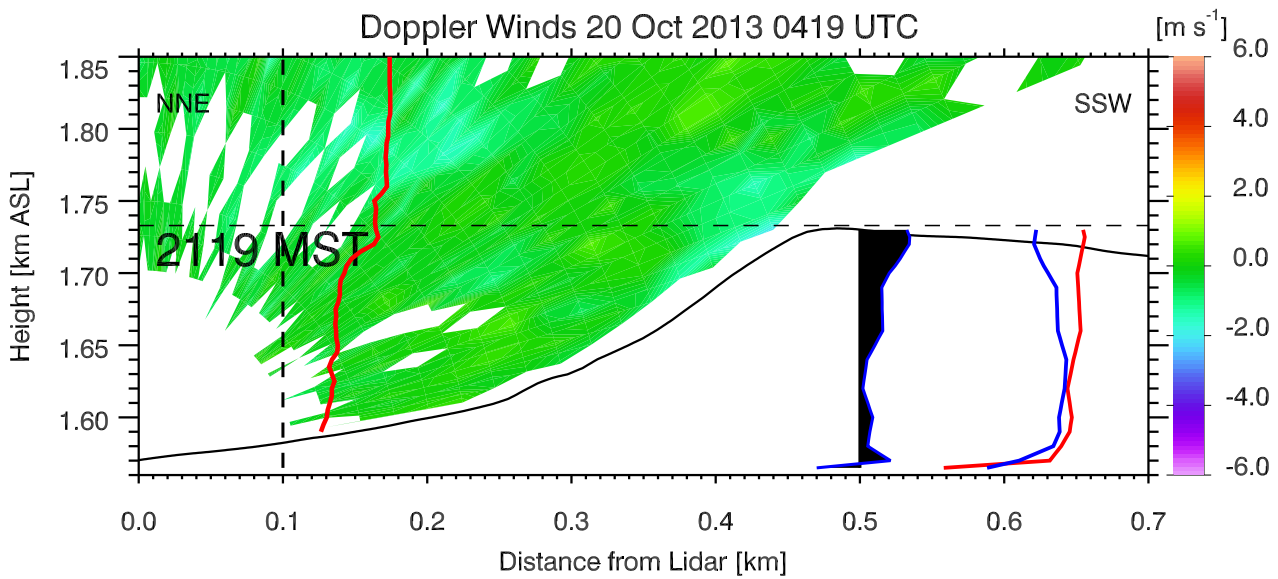 Doppler Winds 20 Oct 2013 0419 UTC
[m s⁻¹]
NNE
SSW
2119 MST
Height [km ASL]
1.85
1.80
1.75
1.70
1.65
1.60
0.0 0.1 0.2 0.3 0.4 0.5 0.6 0.7
Distance from Lidar [km]
6.0
4.0
2.0
0.0
-2.0
-4.0
-6.0